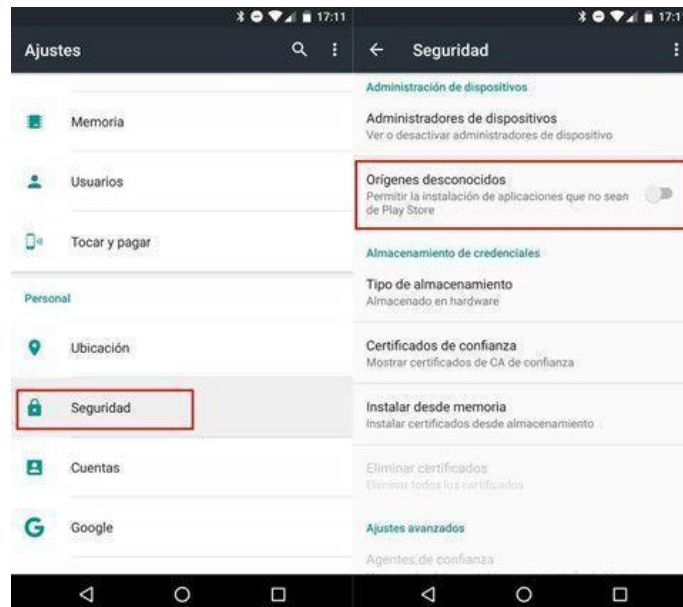 17:11
Ajustes
Memoria
Usuarios
Tocar y pagar
Personal
Ubicación
Seguridad
Cuentas
Google
17:11
Seguridad
Administración de dispositivos
Administradores de dispositivos
Ver o desactivar administradores de dispositivo
Orígenes desconocidos
Permitir la instalación de aplicaciones que no sean
de Play Store
Almacenamiento de credenciales
Tipo de almacenamiento
Almacenado en hardware
Certificados de confianza
Mostrar certificados de CA de confianza
Instalar desde memoria
Instalar certificados desde almacenamiento
Eliminar certificados
Eliminar todos los certificados
Ajustes avanzados
Agentes de confianza